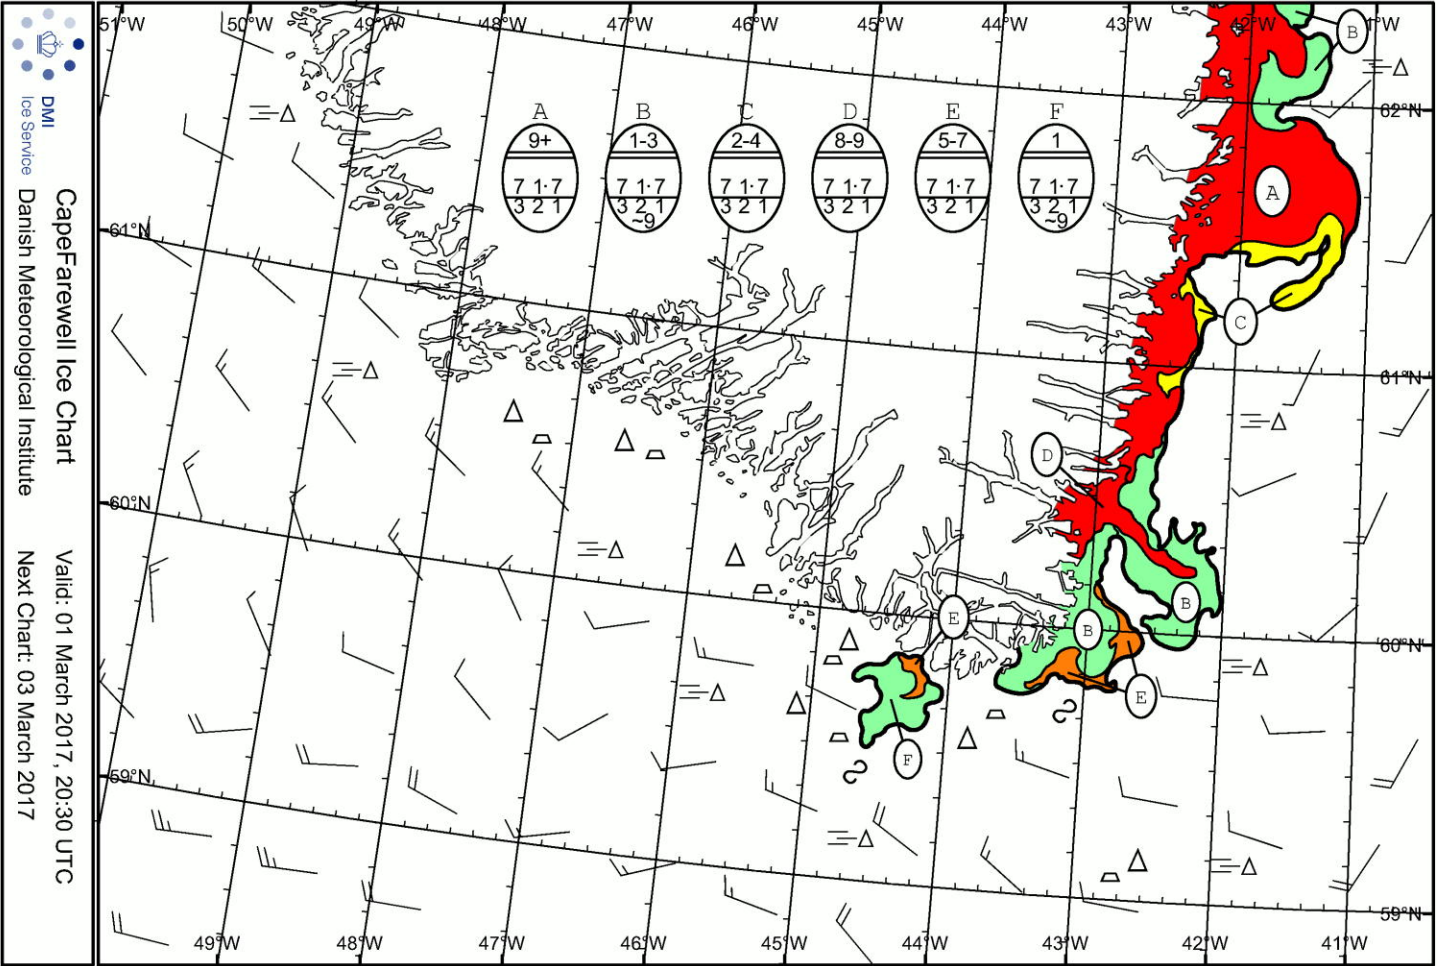 DMI
Ice Service
CapeFarewell Ice Chart
Danish Meteorological Institute
Valid: 01 March 2017, 20:30 UTC
Next Chart: 03 March 2017
51°W 50°W 49°W 48°W 47°W 46°W 45°W 44°W 43°W 42°W 41°W
B
62°N
A B C D E F
9+ 1-3 2-4 8-9 5-7 1
7 1· 7 7 1· 7 7 1· 7 7 1· 7 7 1· 7 7 1· 7
3 2 1 3 2 1 3 2 1 3 2 1 3 2 1 3 2 1
~9 ~9
A
61°N
C
61°N
D
60°N
B
E B
60°N
E
F
59°N
59°N
49°W 48°W 47°W 46°W 45°W 44°W 43°W 42°W 41°W